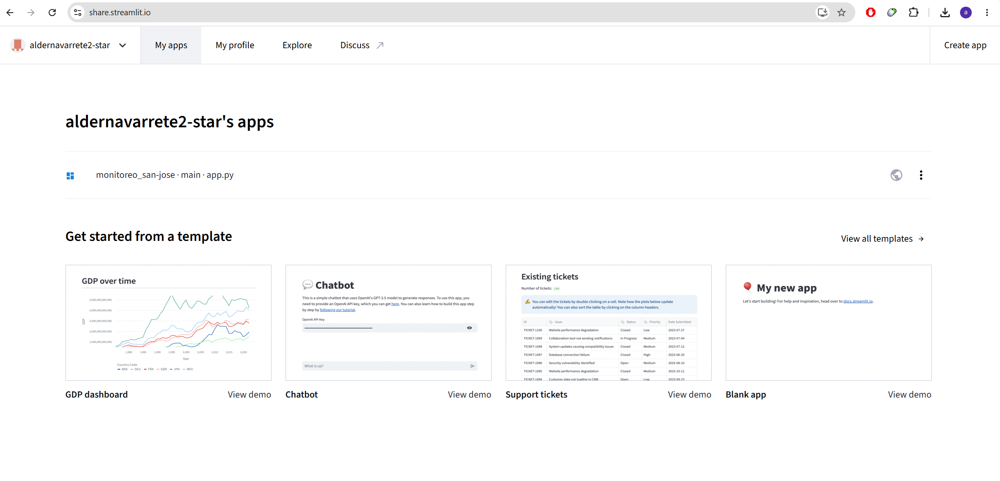 share.streamlit.io
a
aldernavarrete2-star
My apps
My profile
Explore
Discuss
Create app
aldernavarrete2-star's apps
monitoreo_san-jose · main · app.py
Get started from a template
View all templates →
GDP over time
5,000,000,000,000
4,000,000,000,000
3,000,000,000,000
2,000,000,000,000
1,000,000,000,000
GDP
1,980 1,985 1,990 1,995 2,000 2,005 2,010 2,015 2,020
Year
Country Code
BRA DEU FRA GBR JPN MEX
GDP dashboard
View demo
💬 Chatbot
This is a simple chatbot that uses OpenAI's GPT-3.5 model to generate responses. To use this app, you
need to provide an OpenAI API key, which you can get here. You can also learn how to build this app step
by step by following our tutorial.
OpenAI API Key
What is up?
Chatbot
View demo
Existing tickets
Number of tickets: 100
✍️ You can edit the tickets by double clicking on a cell. Note how the plots below update
automatically! You can also sort the table by clicking on the column headers.
ID Issue Status Priority Date Submitted
TICKET-1100 Website performance degradation Closed Low 2023-07-27
TICKET-1099 Collaboration tool not sending notifications In Progress Medium 2023-07-04
TICKET-1098 System updates causing compatibility issues Closed Medium 2023-07-12
TICKET-1097 Database connection failure Closed High 2023-06-20
TICKET-1096 Security vulnerability identified Open Medium 2023-08-10
TICKET-1095 Website performance degradation Closed Medium 2023-10-11
TICKET-1094 Customer data not loading in CRM Open Low 2023-09-23
Support tickets
View demo
🎈 My new app
Let's start building! For help and inspiration, head over to docs.streamlit.io.
Blank app
View demo